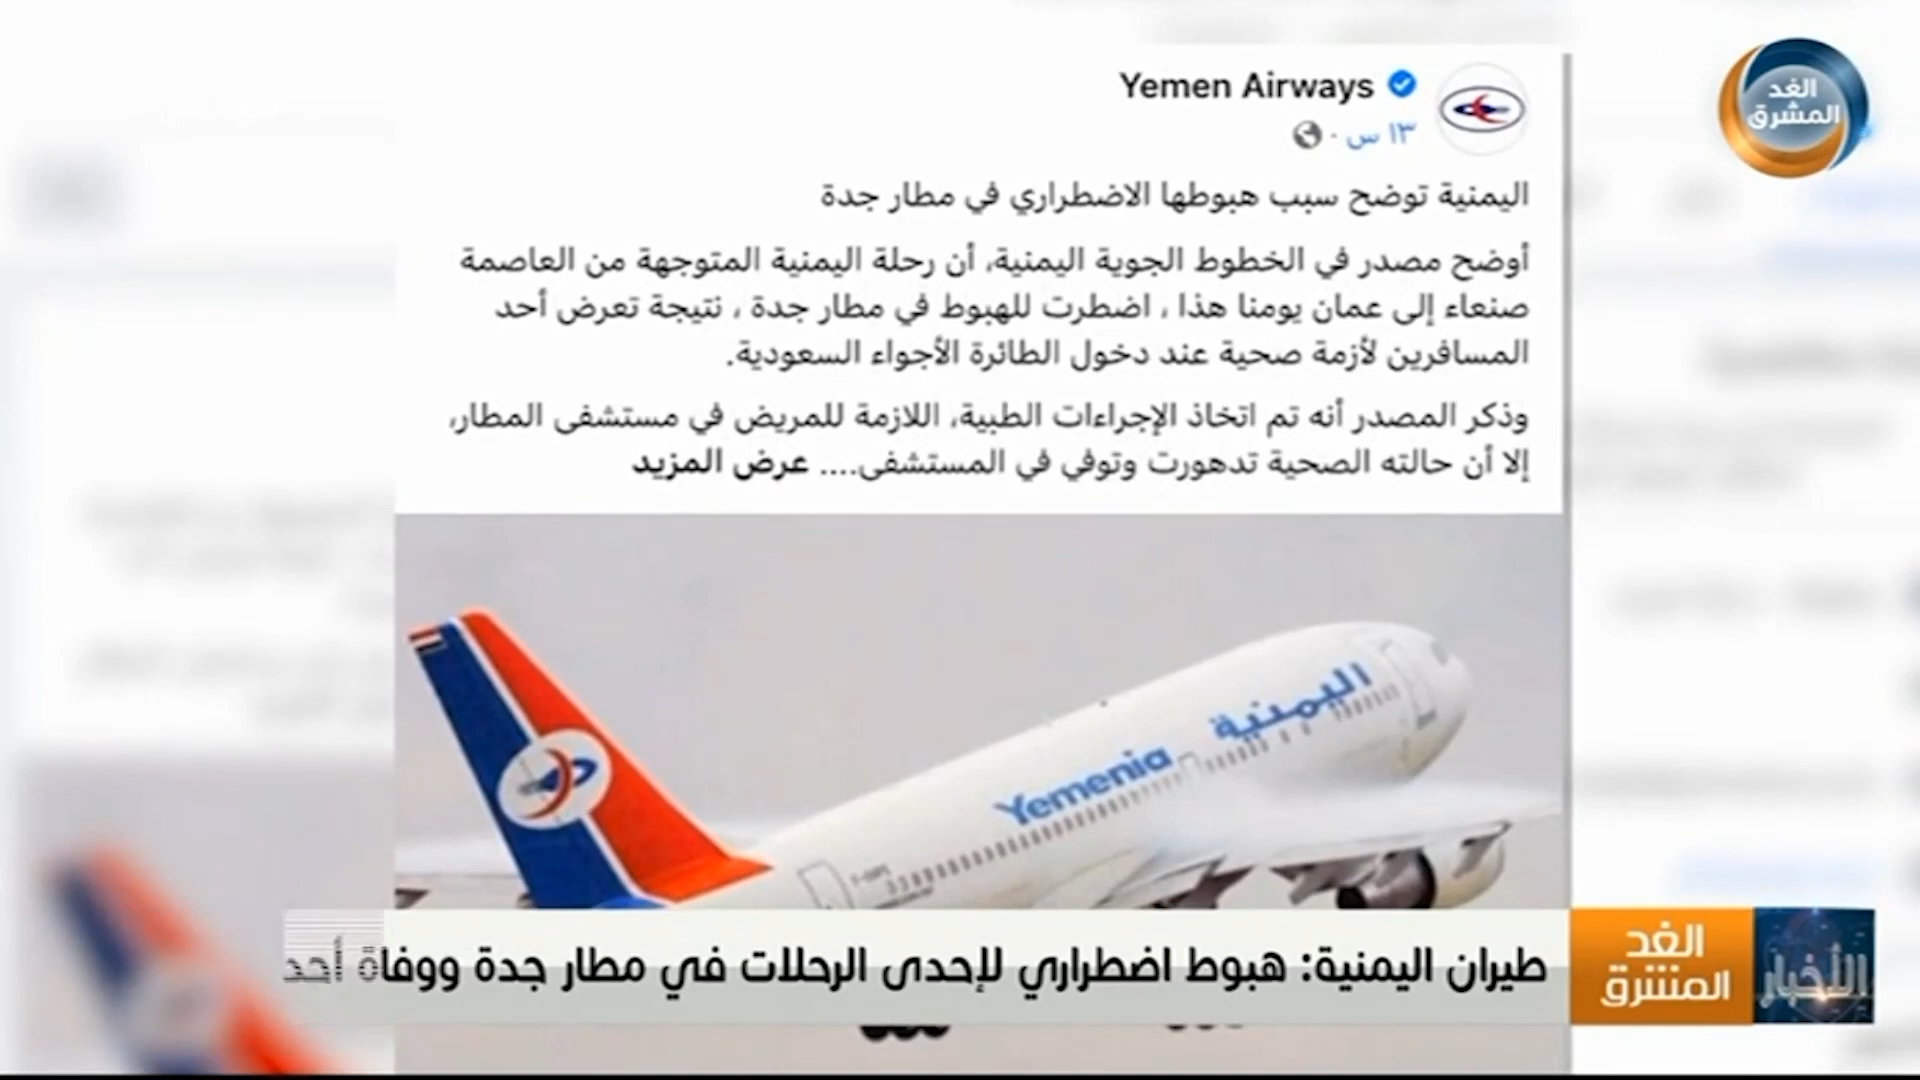 الغد
المشرق
Yemen Airways
١٣ س ·
اليمنية توضح سبب هبوطها الاضطراري في مطار جدة
أوضح مصدر في الخطوط الجوية اليمنية، أن رحلة اليمنية المتوجهة من العاصمة
صنعاء إلى عمان يومنا هذا ، اضطرت للهبوط في مطار جدة ، نتيجة تعرض أحد
المسافرين لأزمة صحية عند دخول الطائرة الأجواء السعودية.
وذكر المصدر أنه تم اتخاذ الإجراءات الطبية، اللازمة للمريض في مستشفى المطار،
إلا أن حالته الصحية تدهورت وتوفي في المستشفى.... عرض المزيد
اليمنية
Yemenia
طيران اليمنية: هبوط اضطراري لإحدى الرحلات في مطار جدة ووفاة أحد
الغد
المشرق
الأخبار